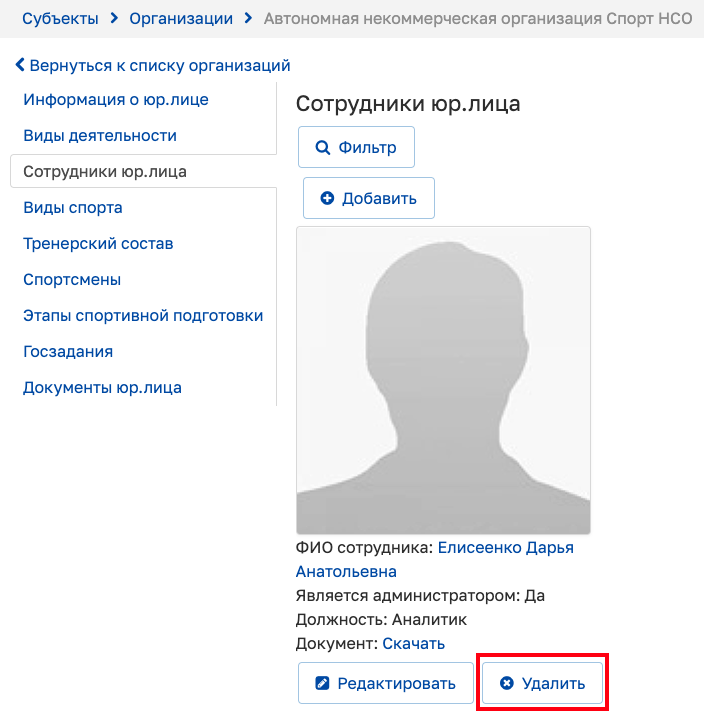 Субъекты Организации Автономная некоммерческая организация Спорт НСО
Вернуться к списку организаций
Информация о юр.лице
Виды деятельности
Сотрудники юр.лица
Виды спорта
Тренерский состав
Спортсмены
Этапы спортивной подготовки
Госзадания
Документы юр.лица
Сотрудники юр.лица
Фильтр
Добавить
ФИО сотрудника: Елисеенко Дарья
Анатольевна
Является администратором: Да
Должность: Аналитик
Документ: Скачать
Редактировать Удалить